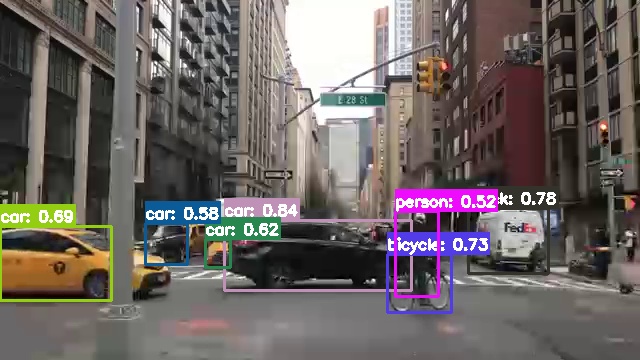 E 28 St
person: 0.52
k: 0.78
car: 0.84
car: 0.58
car: 0.69
car: 0.62
bicycle: 0.73
FedEx
T